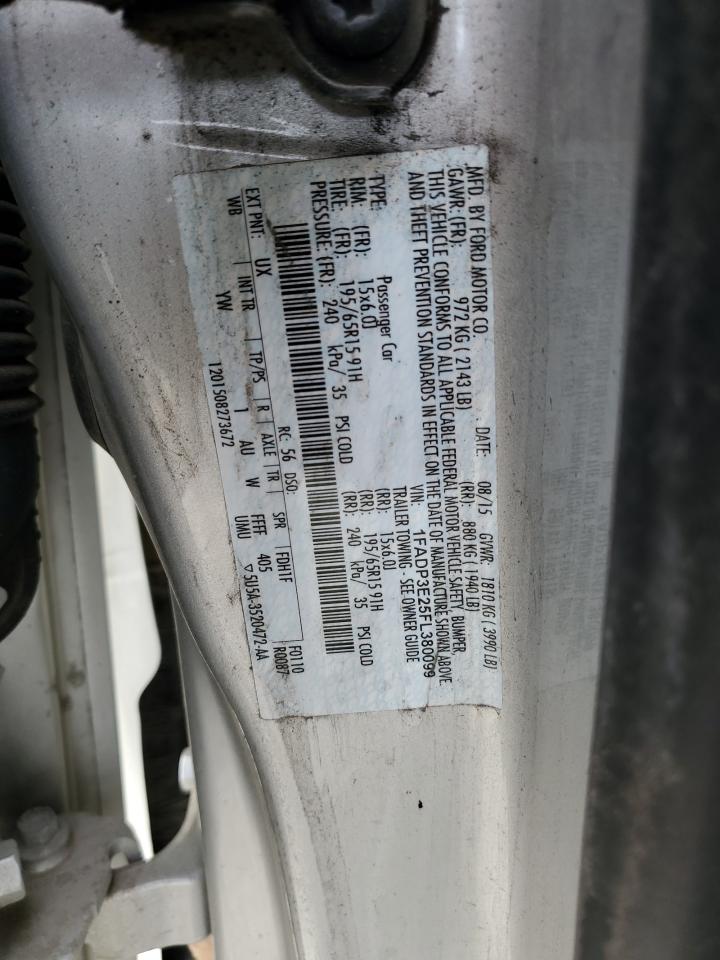 MFD. BY FORD MOTOR CO. DATE: 08/15 GVWR: 1810 KG ( 3990 LB)
GAWR: (FR): 972 KG ( 2143 LB) (RR): 880 KG ( 1940 LB)
THIS VEHICLE CONFORMS TO ALL APPLICABLE FEDERAL MOTOR VEHICLE SAFETY, BUMPER,
AND THEFT PREVENTION STANDARDS IN EFFECT ON THE DATE OF MANUFACTURE SHOWN ABOVE.
VIN: 1FADP3E25FL380099
TYPE: Passenger Car TRAILER TOWING - SEE OWNER GUIDE
RIM: (FR): 15x6.0J (RR): 15x6.0J
TIRE: (FR): 195/65R15 91H (RR): 195/65R15 91H
PRESSURE: (FR): 240 kPa/ 35 PSI COLD (RR): 240 kPa/ 35 PSI COLD
RC: 56 DSO: F0110
EXT PNT: UX FDH1F R0087
WB INT TR TP/PS R AXLE TR SPR
YW 1 AU W FFFF 405
1201508273672 UMU ▽5U5A-3520472-AA